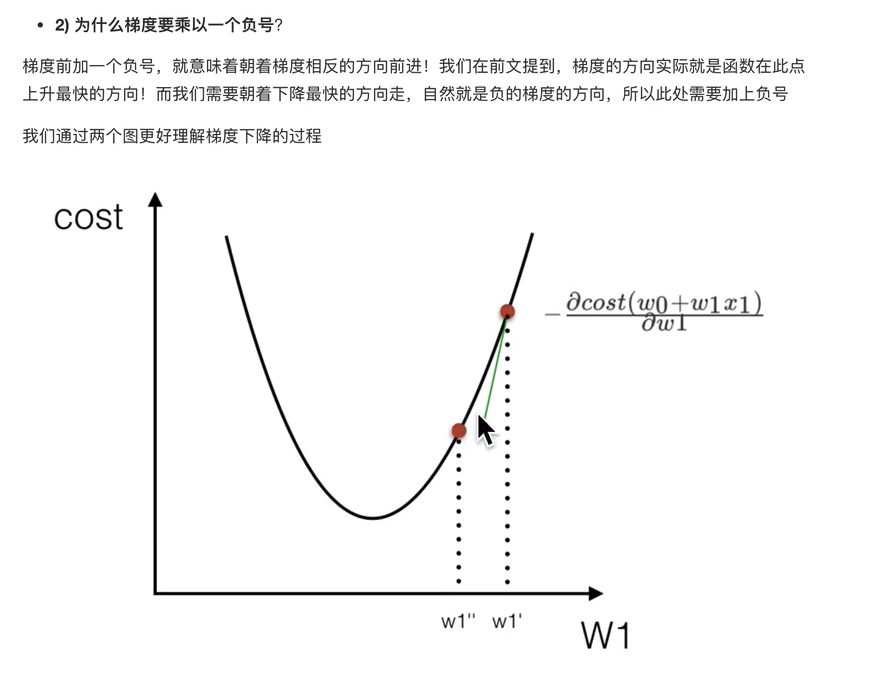 2) 为什么梯度要乘以一个负号?
梯度前加一个负号，就意味着朝着梯度相反的方向前进！我们在前文提到，梯度的方向实际就是函数在此点
上升最快的方向！而我们需要朝着下降最快的方向走，自然就是负的梯度的方向，所以此处需要加上负号
我们通过两个图更好理解梯度下降的过程
cost
−∂cost(w0+w1x1)
∂w1
w1'' w1'
W1